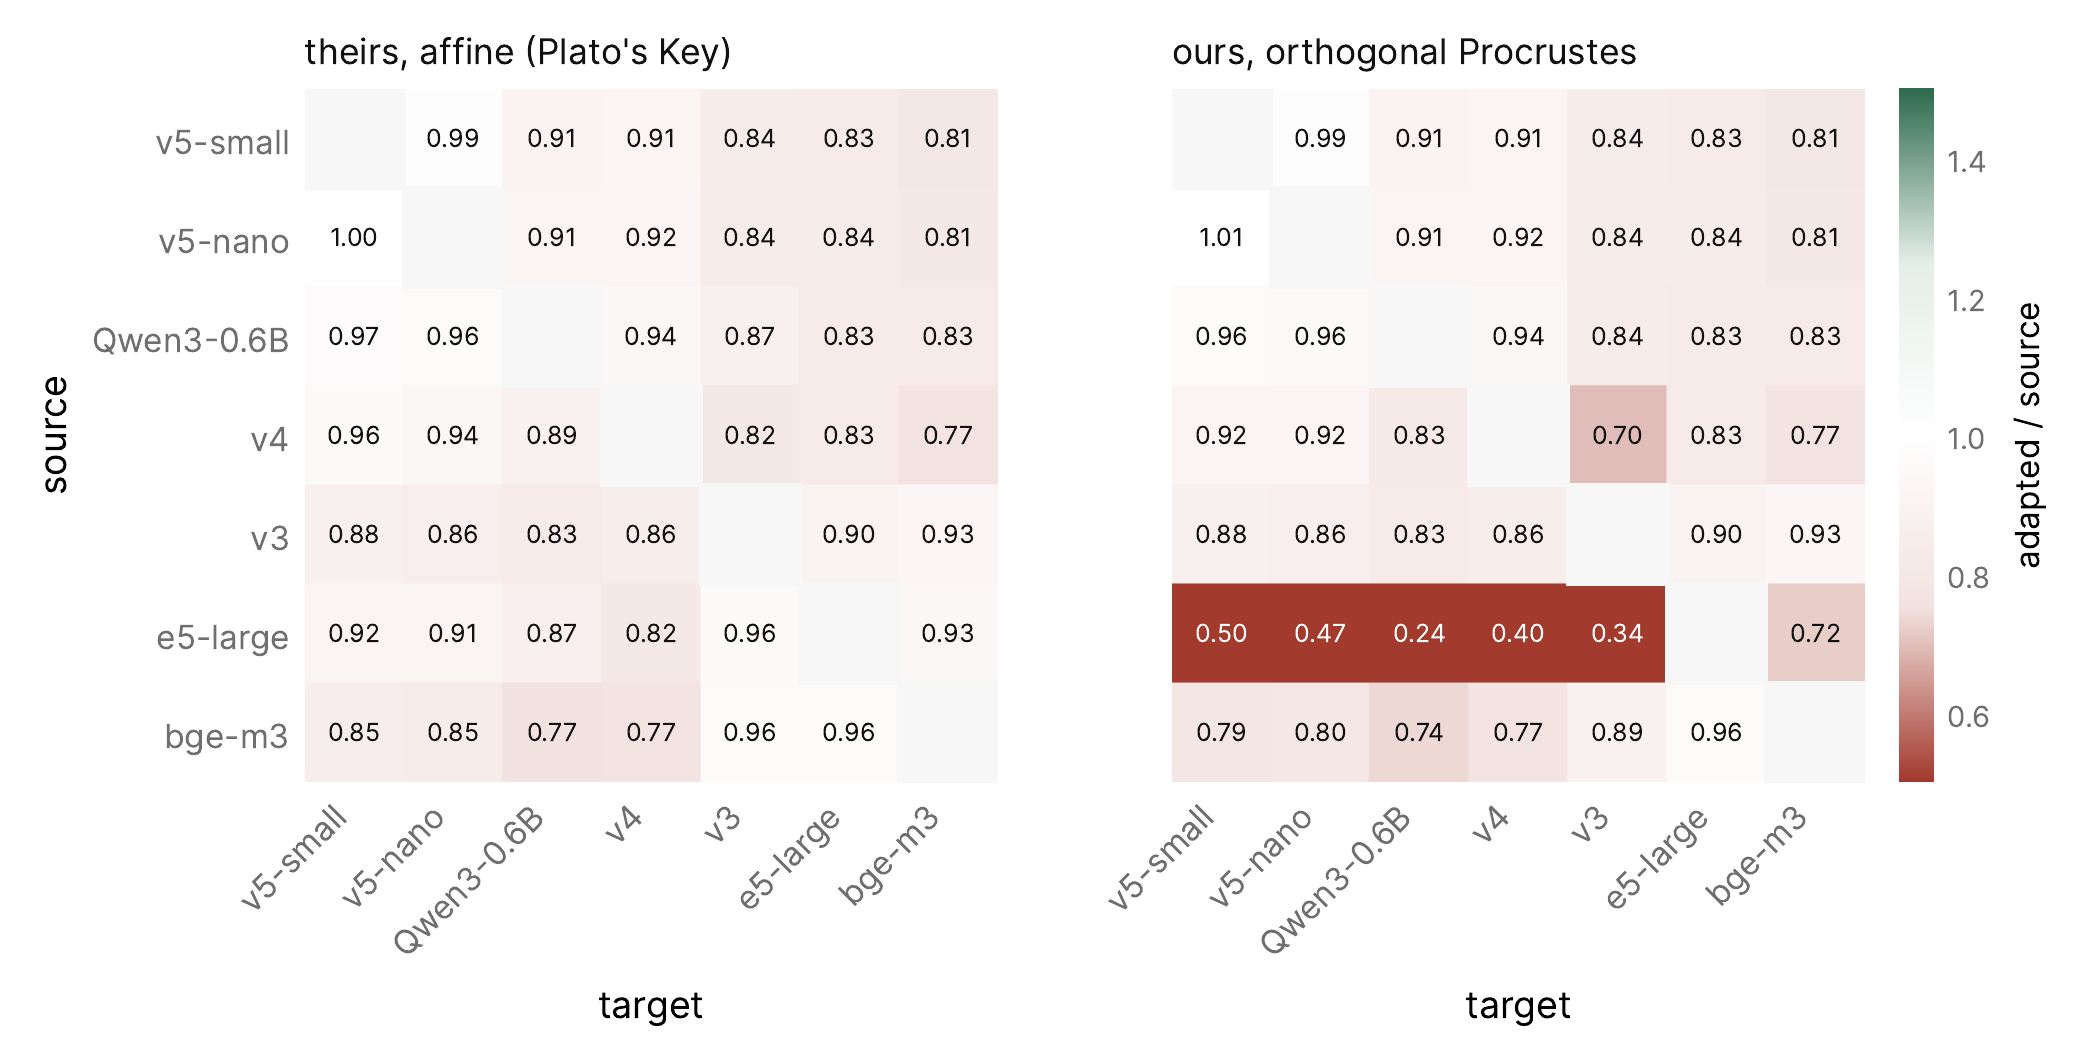 theirs, affine (Plato's Key)
v5-small 0.99 0.91 0.91 0.84 0.83 0.81
v5-nano 1.00 0.91 0.92 0.84 0.84 0.81
Qwen3-0.6B 0.97 0.96 0.94 0.87 0.83 0.83
v4 0.96 0.94 0.89 0.82 0.83 0.77
v3 0.88 0.86 0.83 0.86 0.90 0.93
e5-large 0.92 0.91 0.87 0.82 0.96 0.93
bge-m3 0.85 0.85 0.77 0.77 0.96 0.96
source
v5-small v5-nano Qwen3-0.6B v4 v3 e5-large bge-m3
target
ours, orthogonal Procrustes
0.99 0.91 0.91 0.84 0.83 0.81
1.01 0.91 0.92 0.84 0.84 0.81
0.96 0.96 0.94 0.84 0.83 0.83
0.92 0.92 0.83 0.70 0.83 0.77
0.88 0.86 0.83 0.86 0.90 0.93
0.50 0.47 0.24 0.40 0.34 0.72
0.79 0.80 0.74 0.77 0.89 0.96
v5-small v5-nano Qwen3-0.6B v4 v3 e5-large bge-m3
target
1.4
1.2
1.0
0.8
0.6
adapted / source